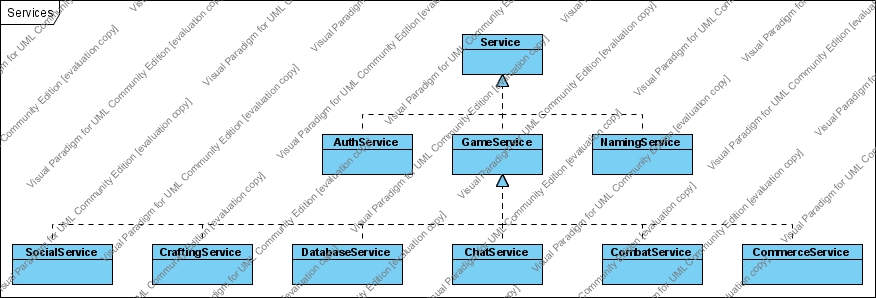 Services
Service
AuthService
GameService
NamingService
SocialService
CraftingService
DatabaseService
ChatService
CombatService
CommerceService
Visual Paradigm for UML Community Edition [evaluation copy]